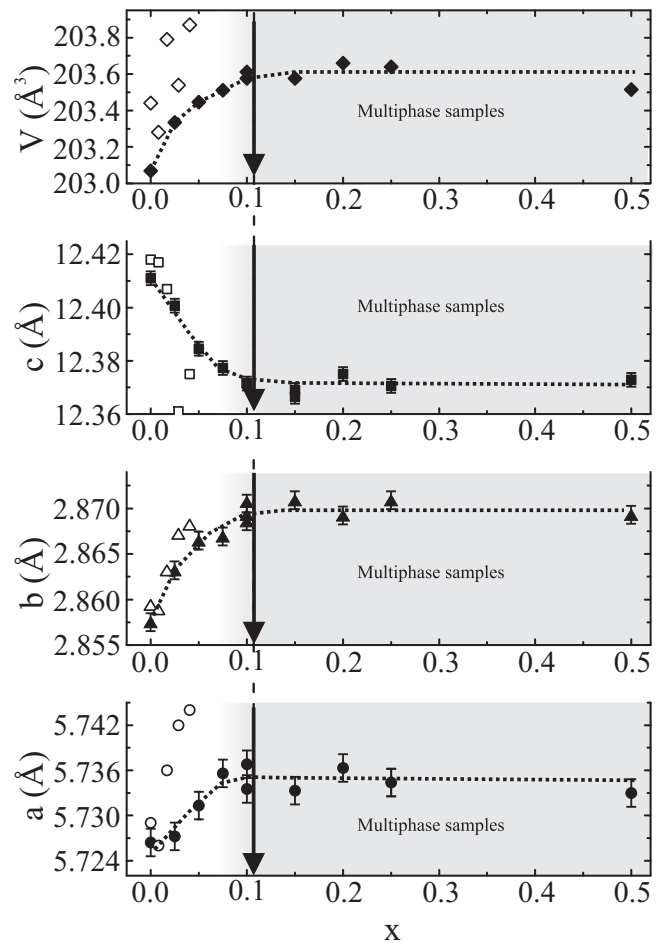 V (Å³)
203.8
203.6
203.4
203.2
203.0
Multiphase samples
0.0 0.1 0.2 0.3 0.4 0.5
c (Å)
12.42
12.40
12.38
12.36
Multiphase samples
0.0 0.1 0.2 0.3 0.4 0.5
b (Å)
2.870
2.865
2.860
2.855
Multiphase samples
0.0 0.1 0.2 0.3 0.4 0.5
a (Å)
5.742
5.736
5.730
5.724
Multiphase samples
0.0 0.1 0.2 0.3 0.4 0.5
x